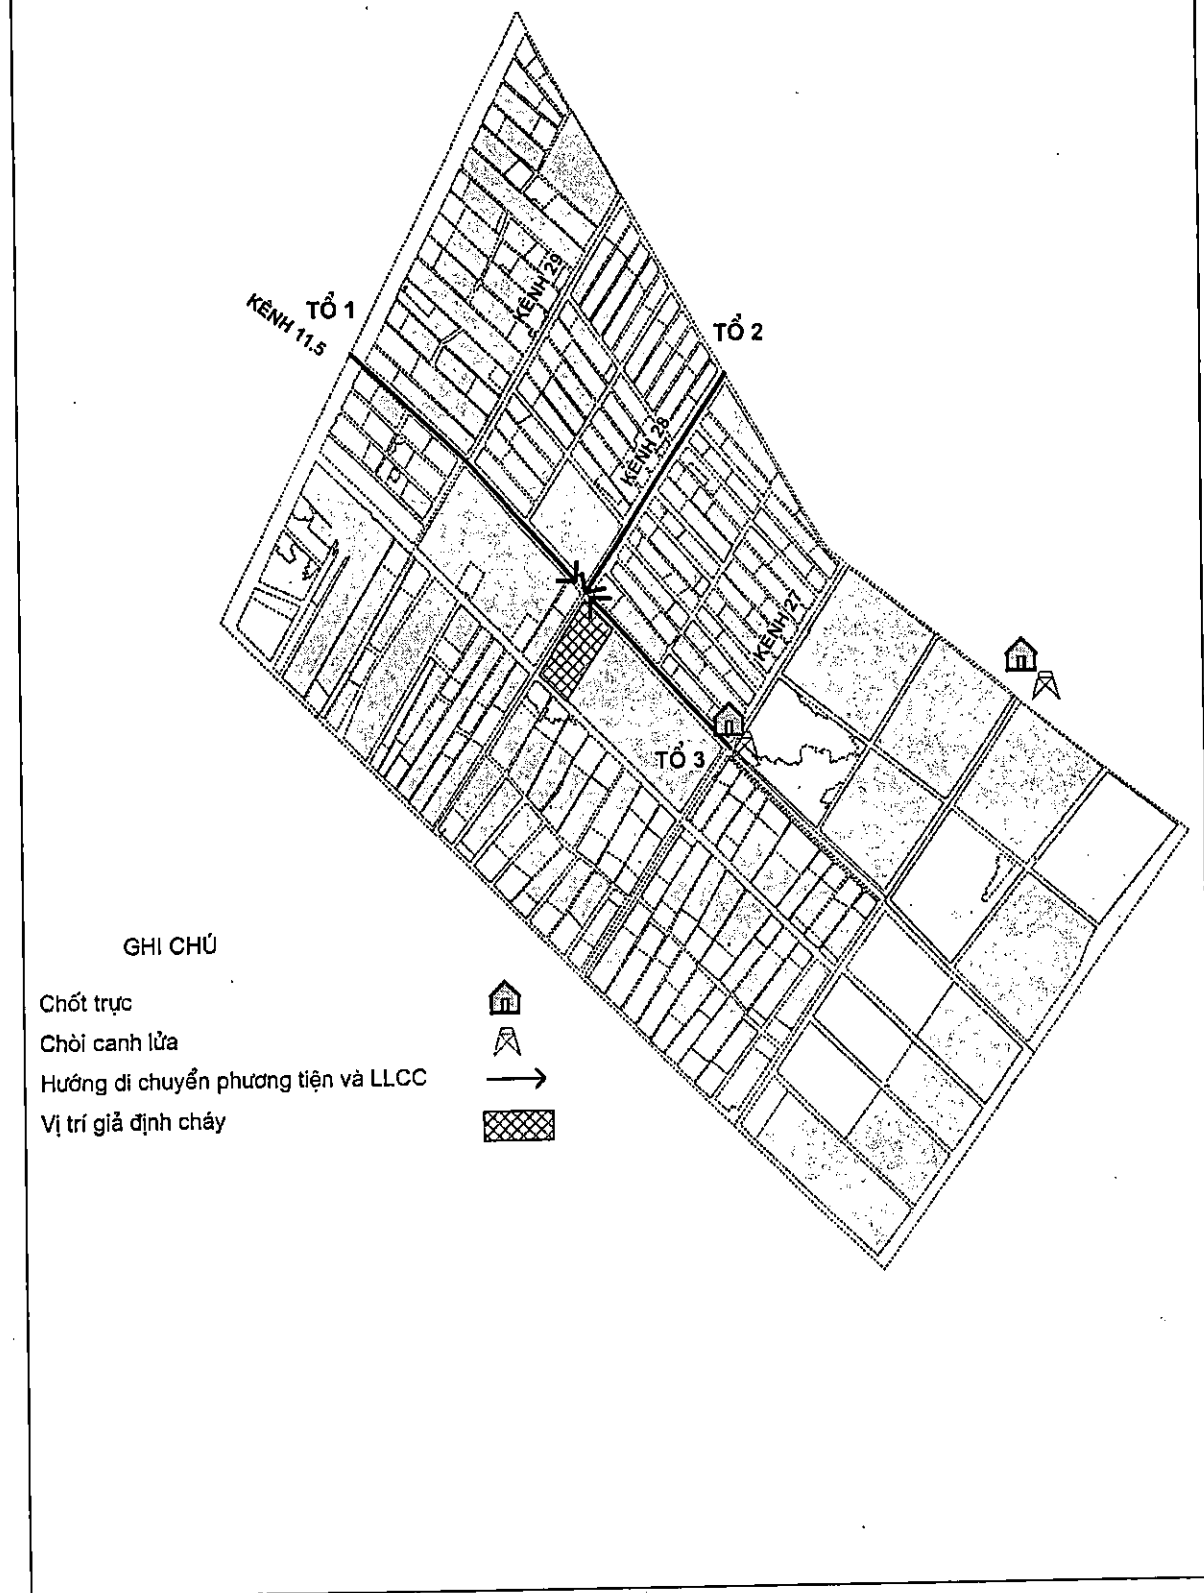 KÊNH 29
TỔ 1
KÊNH 11.5
TỔ 2
KÊNH 28
KÊNH 27
TỔ 3
GHI CHÚ
Chốt trực
Chòi canh lửa
Hướng di chuyển phương tiện và LLCC
Vị trí giả định cháy